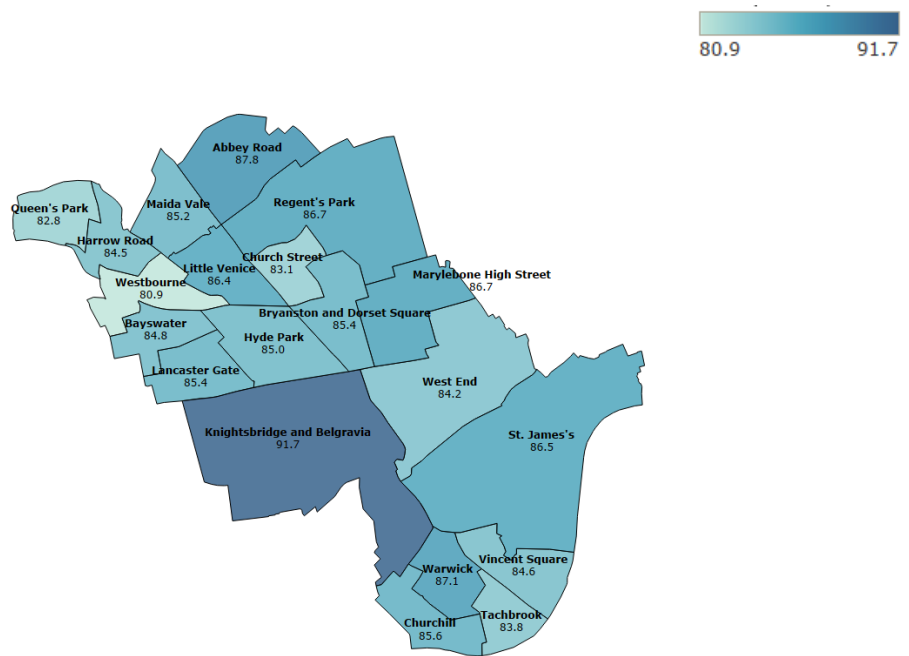 80.9
91.7
Abbey Road
87.8
Queen's Park
82.8
Maida Vale
85.2
Regent's Park
86.7
Harrow Road
84.5
Church Street
83.1
Little Venice
86.4
Marylebone High Street
86.7
Westbourne
80.9
Bayswater
84.8
Bryanston and Dorset Square
85.4
Hyde Park
85.0
Lancaster Gate
85.4
West End
84.2
Knightsbridge and Belgravia
91.7
St. James's
86.5
Vincent Square
84.6
Warwick
87.1
Tachbrook
83.8
Churchill
85.6